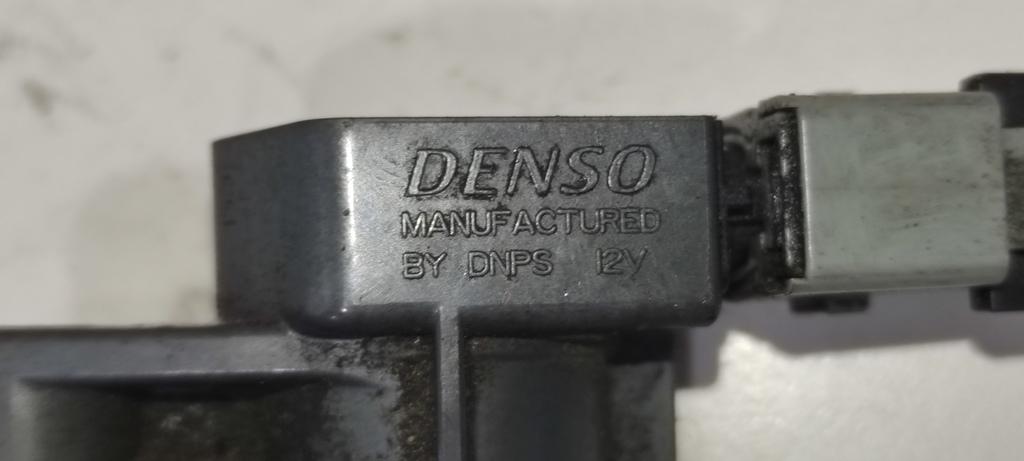 DENSO
MANUFACTURED
BY DNPS 12V